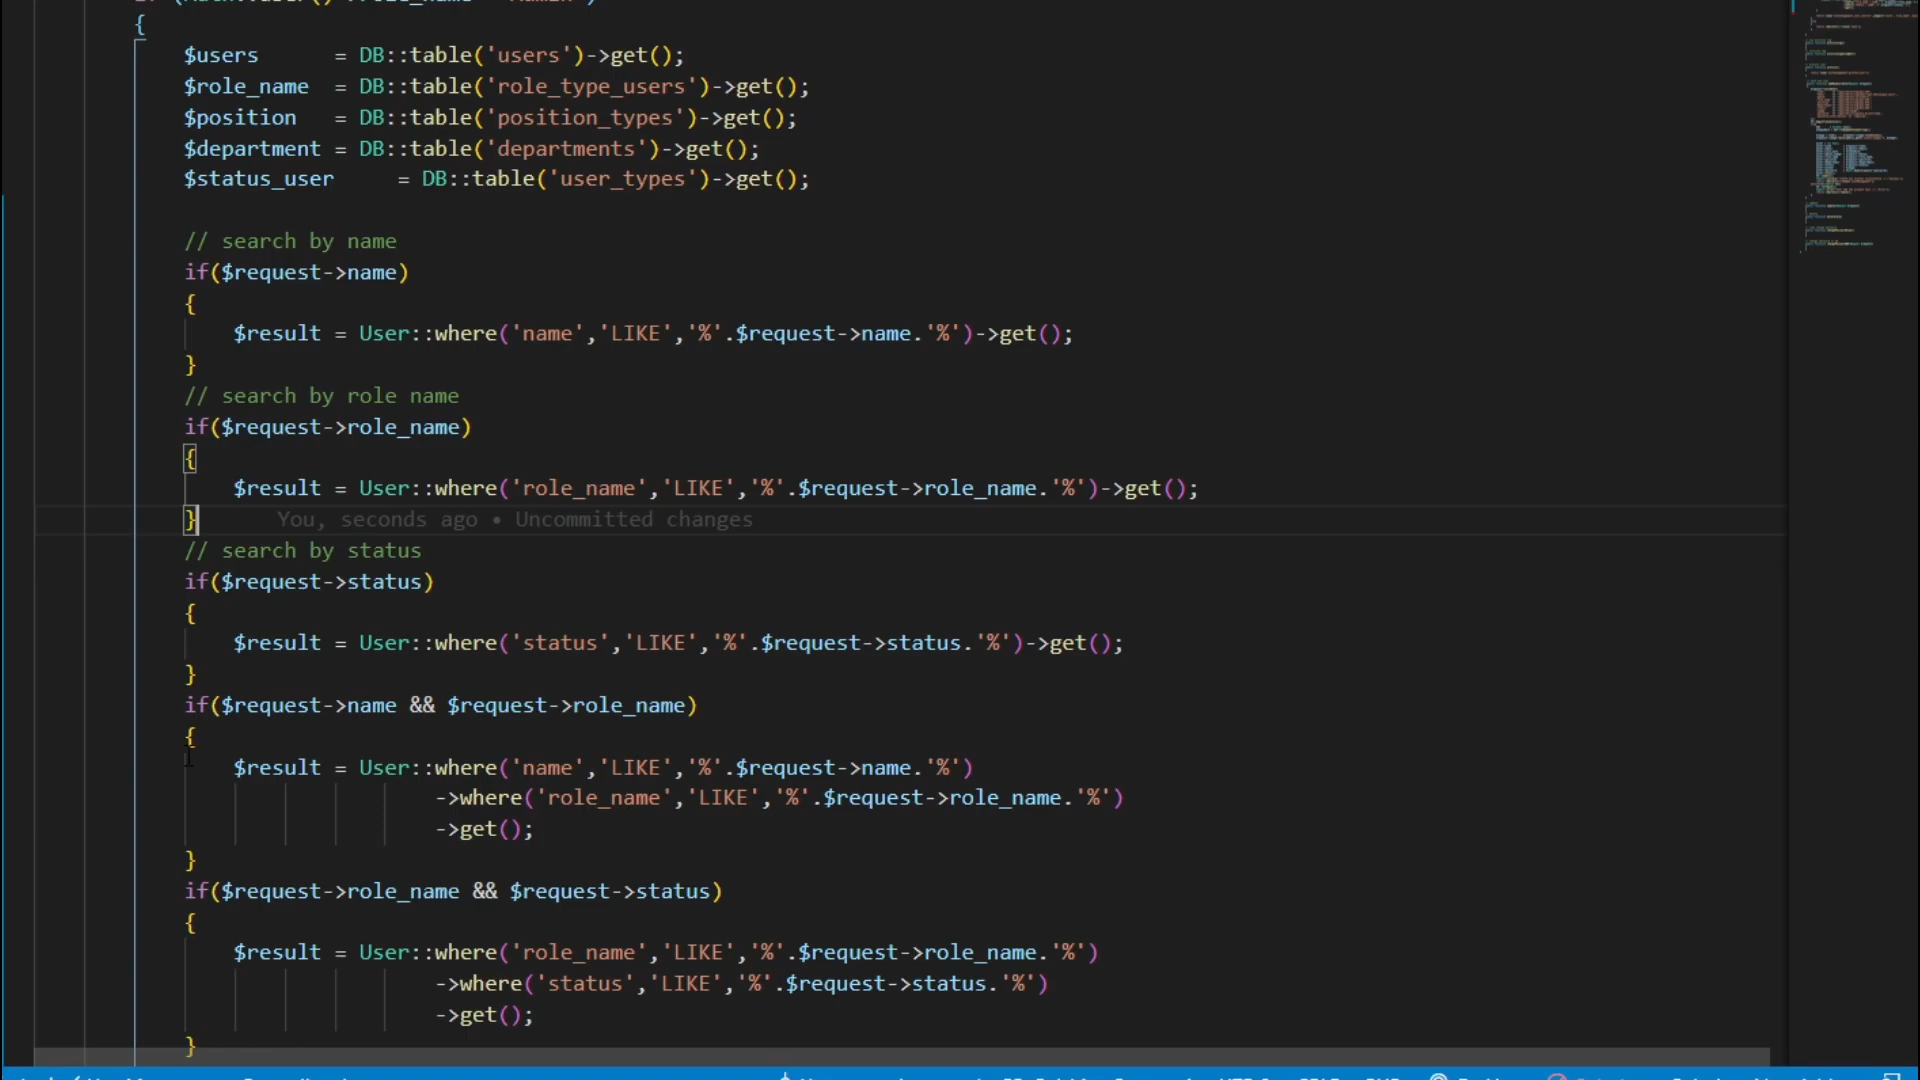 {
$users = DB::table('users')->get();
$role_name = DB::table('role_type_users')->get();
$position = DB::table('position_types')->get();
$department = DB::table('departments')->get();
$status_user = DB::table('user_types')->get();
// search by name
if($request->name)
{
$result = User::where('name','LIKE','%'.$request->name.'%')->get();
}
// search by role name
if($request->role_name)
{
$result = User::where('role_name','LIKE','%'.$request->role_name.'%')->get();
} You, seconds ago • Uncommitted changes
// search by status
if($request->status)
{
$result = User::where('status','LIKE','%'.$request->status.'%')->get();
}
if($request->name && $request->role_name)
{
$result = User::where('name','LIKE','%'.$request->name.'%')
->where('role_name','LIKE','%'.$request->role_name.'%')
->get();
}
if($request->role_name && $request->status)
{
$result = User::where('role_name','LIKE','%'.$request->role_name.'%')
->where('status','LIKE','%'.$request->status.'%')
->get();
}